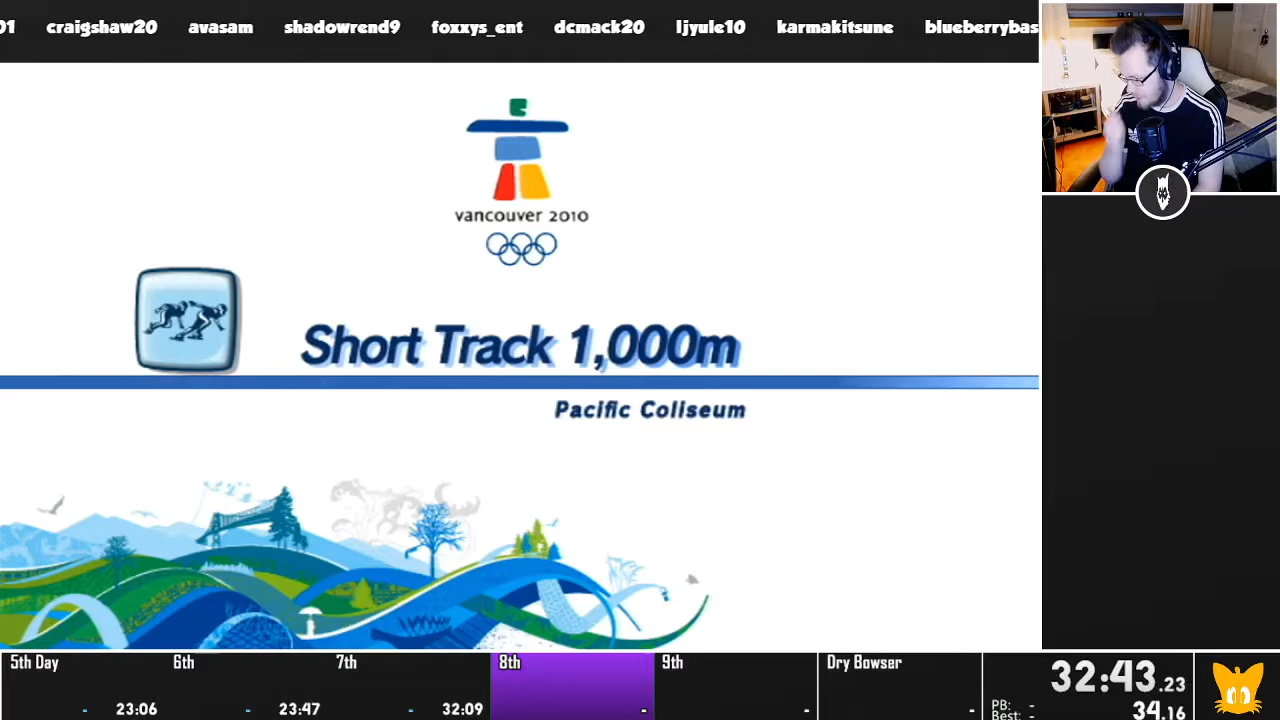 01 craigshaw20 avasam shadowrend9 foxxys_ent dcmack20 ljyule10 karmakitsune blueberrybas
vancouver 2010
Short Track 1,000m
Pacific Coliseum
5th Day 6th 7th 8th 9th Dry Bowser
- 23:06 - 23:47 - 32:09 - - -
32:43.23
PB: -
Best: - 34.16